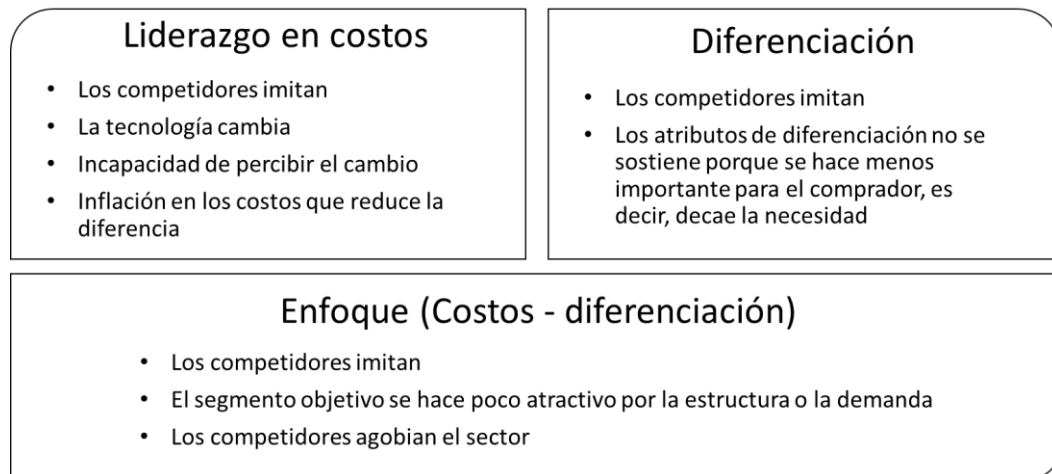 Liderazgo en costos
• Los competidores imitan
• La tecnología cambia
• Incapacidad de percibir el cambio
• Inflación en los costos que reduce la
diferencia
Diferenciación
• Los competidores imitan
• Los atributos de diferenciación no se
sostiene porque se hace menos
importante para el comprador, es
decir, decae la necesidad
Enfoque (Costos - diferenciación)
• Los competidores imitan
• El segmento objetivo se hace poco atractivo por la estructura o la demanda
• Los competidores agobian el sector